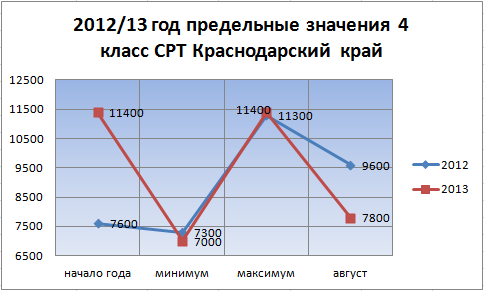 2012/13 год предельные значения 4
класс СРТ Краснодарский край
12500
11500
10500
9500
8500
7500
6500
11400
7600
7300
7000
11400
11300
9600
7800
начало года
минимум
максимум
август
2012
2013